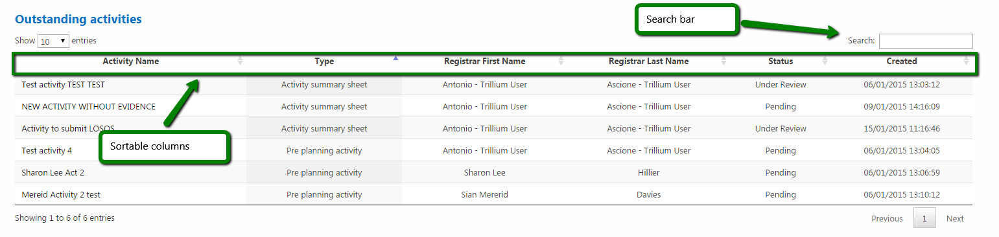 Outstanding activities
Search bar
Show 10 entries
Search:
Activity Name Type Registrar First Name Registrar Last Name Status Created
Test activity TEST TEST Activity summary sheet Antonio - Trillium User Ascione - Trillium User Under Review 06/01/2015 13:03:12
NEW ACTIVITY WITHOUT EVIDENCE Activity summary sheet Antonio - Trillium User Ascione - Trillium User Pending 09/01/2015 14:16:09
Activity to submit LOSOS Activity summary sheet Antonio - Trillium User Ascione - Trillium User Under Review 15/01/2015 11:16:46
Sortable columns
Test activity 4 Pre planning activity Antonio - Trillium User Ascione - Trillium User Pending 06/01/2015 13:04:05
Sharon Lee Act 2 Pre planning activity Sharon Lee Hillier Pending 06/01/2015 13:06:59
Mereid Activity 2 test Pre planning activity Sian Mererid Davies Pending 06/01/2015 13:10:12
Showing 1 to 6 of 6 entries
Previous 1 Next